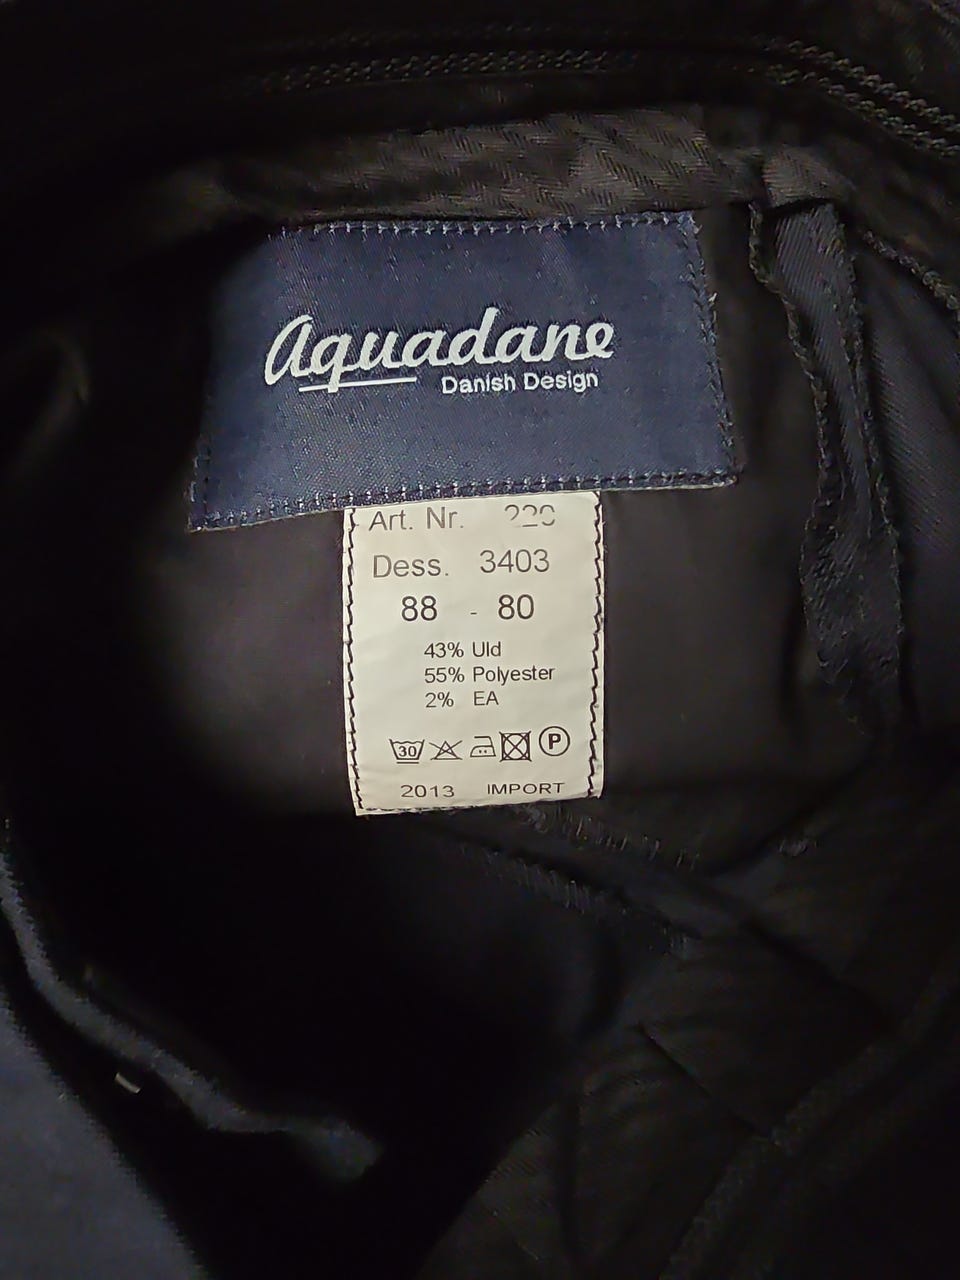 Aquadane
Danish Design
Art. Nr.
Dess. 3403
88 - 80
43% Uld
55% Polyester
2% EA
30 P
2013 IMPORT